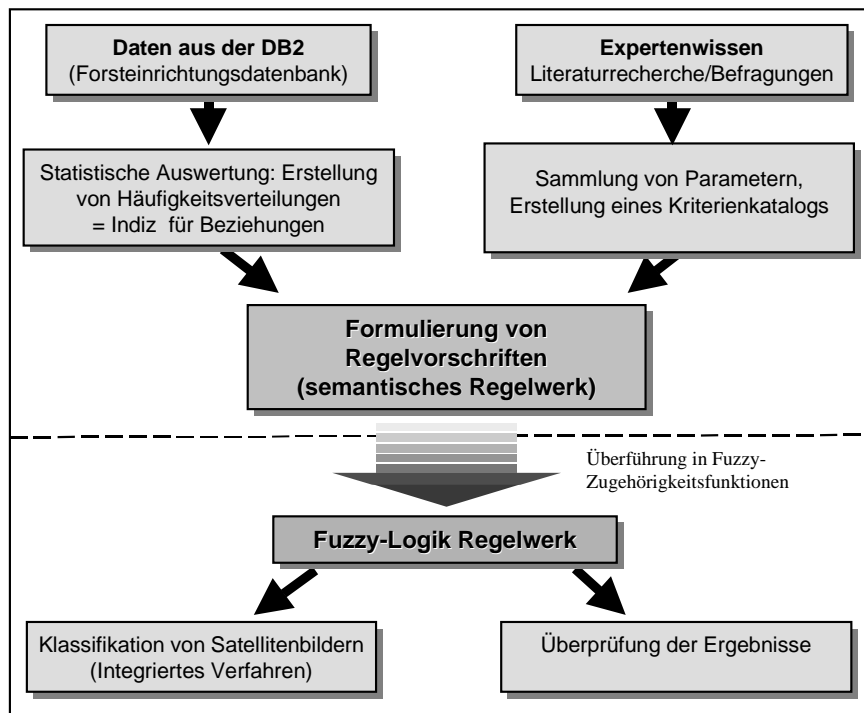 Daten aus der DB2
(Forsteinrichtungsdatenbank)
Expertenwissen
Literaturrecherche/Befragungen
Statistische Auswertung: Erstellung
von Häufigkeitsverteilungen
= Indiz für Beziehungen
Sammlung von Parametern,
Erstellung eines Kriterienkatalogs
Formulierung von
Regelvorschriften
(semantisches Regelwerk)
Überführung in Fuzzy-
Zugehörigkeitsfunktionen
Fuzzy-Logik Regelwerk
Klassifikation von Satellitenbildern
(Integriertes Verfahren)
Überprüfung der Ergebnisse